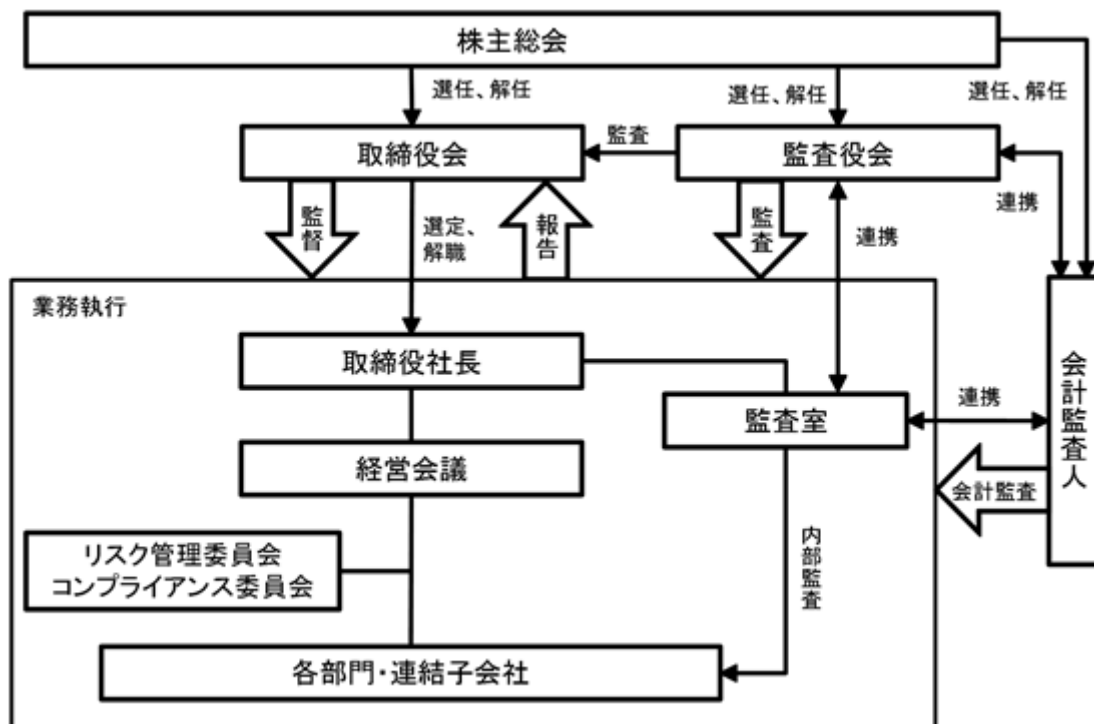 株主総会
選任、解任
選任、解任
選任、解任
取締役会
監査
監査役会
監督
選定、
解職
報告
監査
連携
連携
業務執行
取締役社長
監査室
連携
会計監査人
経営会議
会計監査
リスク管理委員会
コンプライアンス委員会
内部監査
各部門・連結子会社